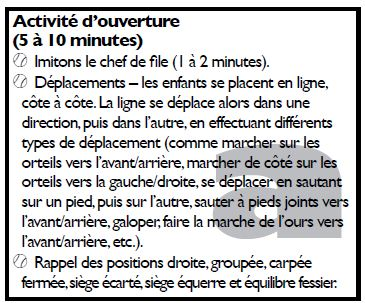 Activité d'ouverture
(5 à 10 minutes)
Imitons le chef de file (1 à 2 minutes).
Déplacements – les enfants se placent en ligne,
côte à côte. La ligne se déplace alors dans une
direction, puis dans l'autre, en effectuant différents
types de déplacement (comme marcher sur les
orteils vers l'avant/arrière, marcher de côté sur les
orteils vers la gauche/droite, se déplacer en sautant
sur un pied, puis sur l'autre, sauter à pieds joints vers
l'avant/arrière, galoper, faire la marche de l'ours vers
l'avant/arrière, etc.).
Rappel des positions droite, groupée, carpée
fermée, siège écarté, siège équerre et équilibre fessier.
a